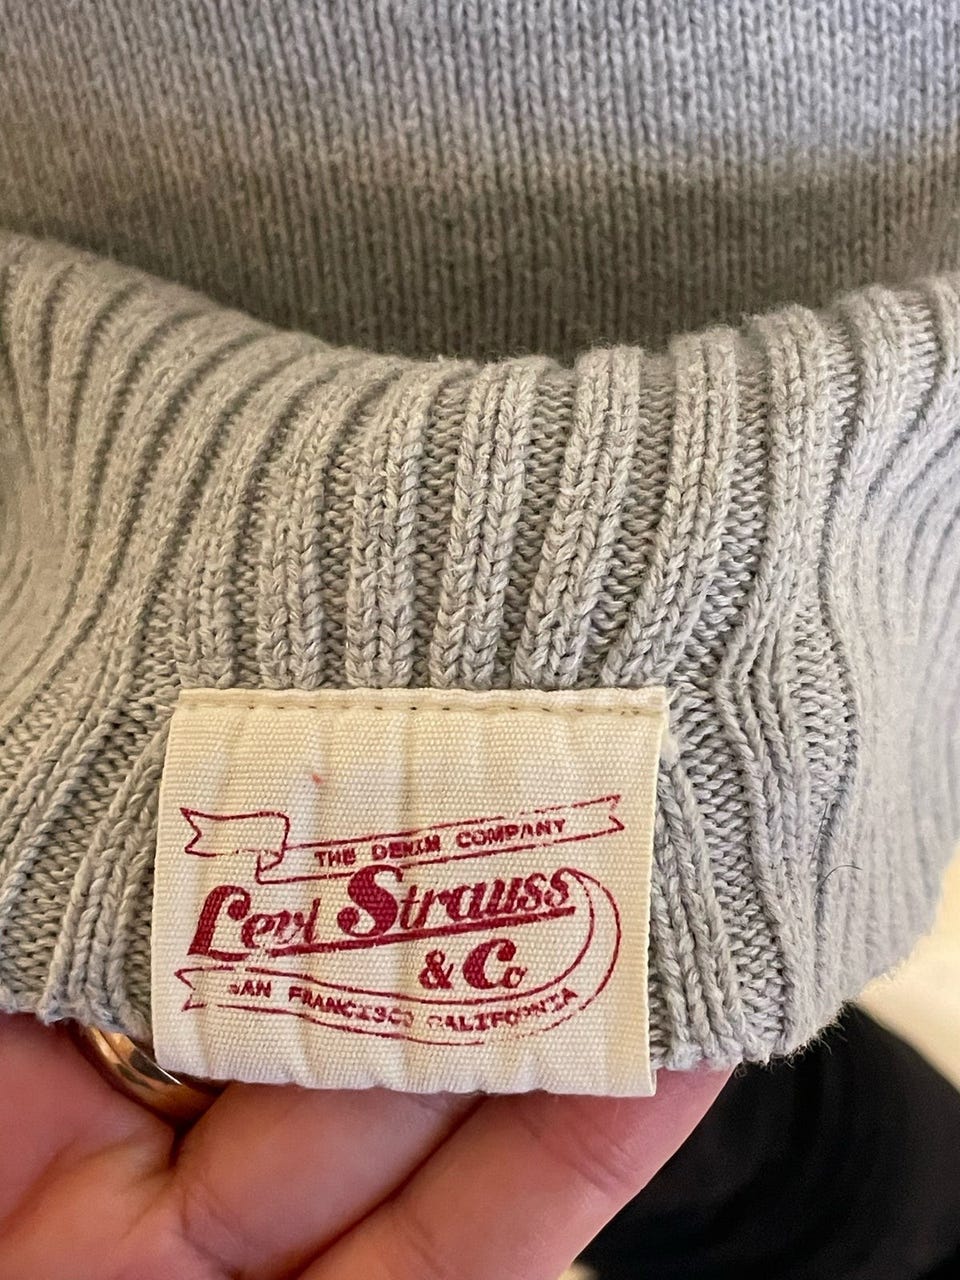 THE DENIM COMPANY
Levi Strauss
& Co
SAN FRANCISCO CALIFORNIA